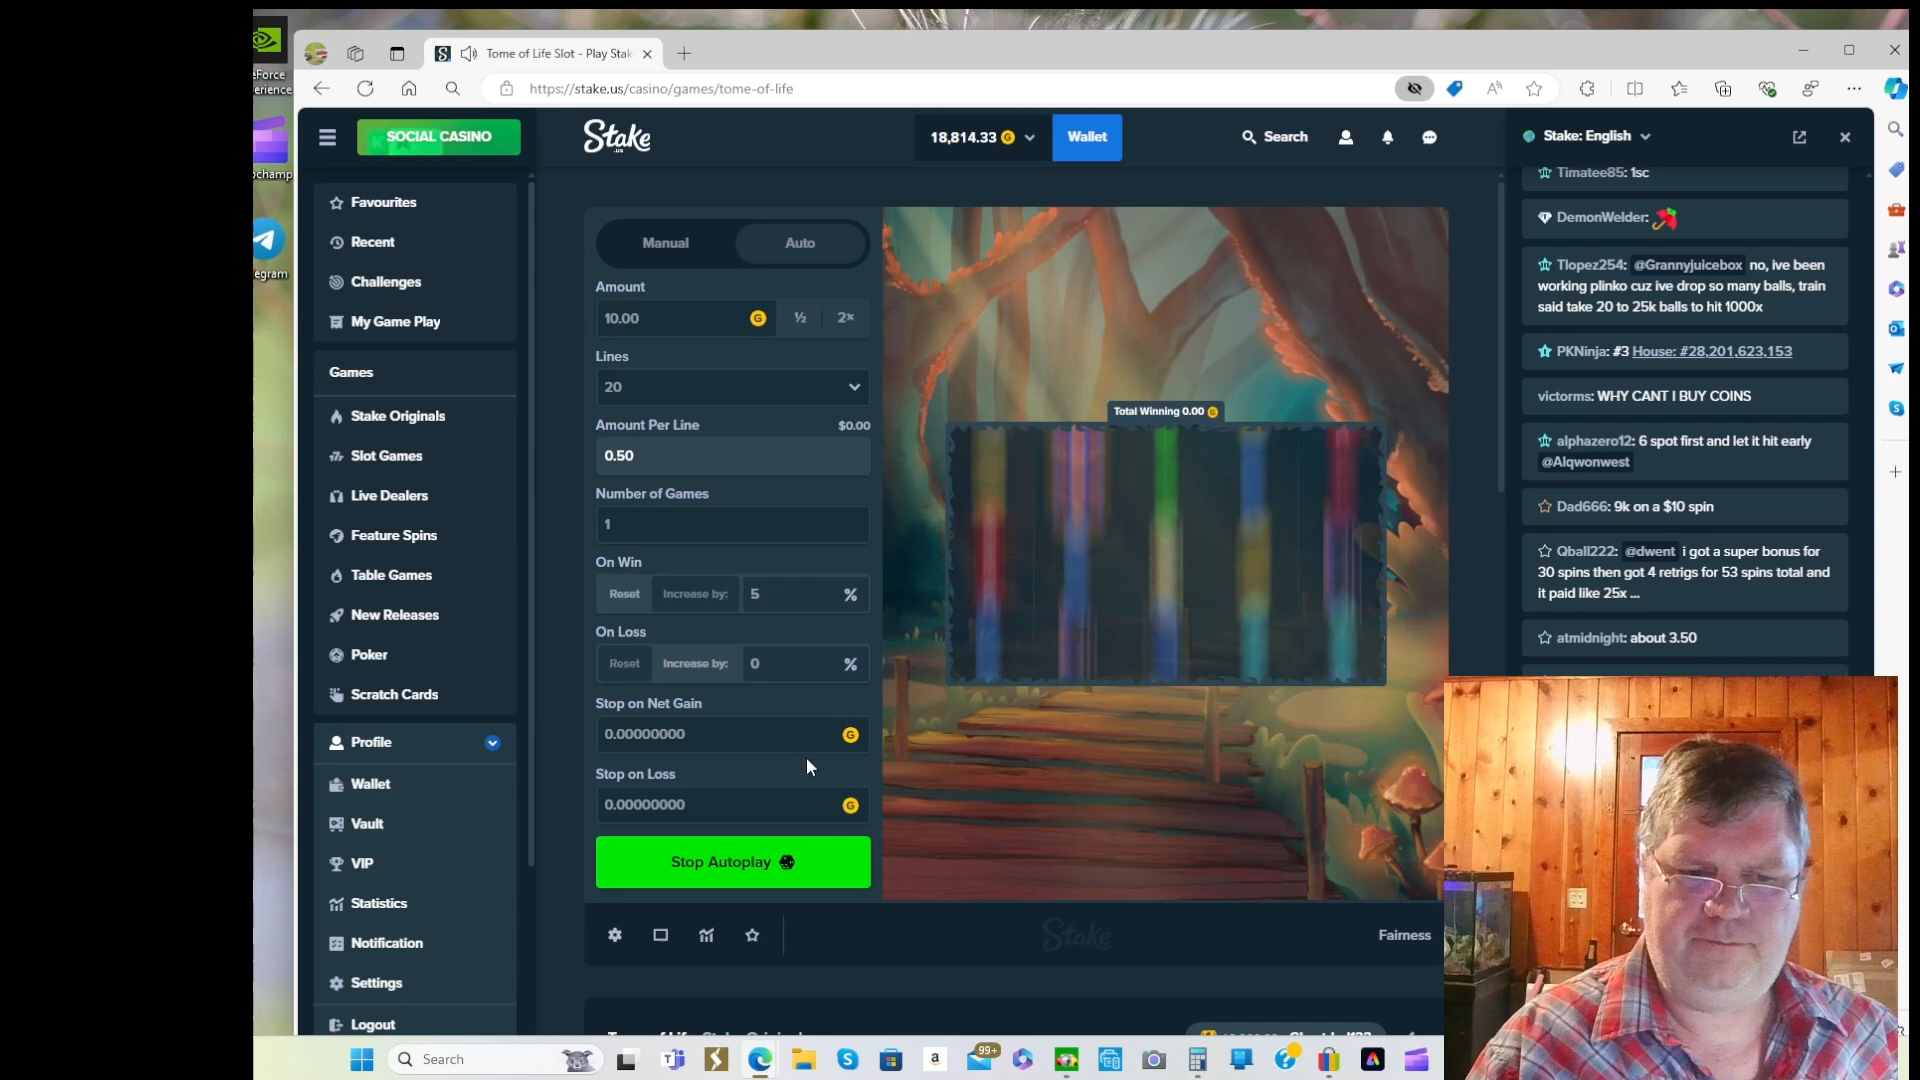 eForce
erience
ochamp
egram
Tome of Life Slot - Play Stak
https://stake.us/casino/games/tome-of-life
SOCIAL CASINO
Stake
.US
18,814.33
Wallet
Search
Stake: English
Favourites
Recent
Challenges
My Game Play
Games
Stake Originals
Slot Games
Live Dealers
Feature Spins
Table Games
New Releases
Poker
Scratch Cards
Profile
Wallet
Vault
VIP
Statistics
Notification
Settings
Logout
Manual
Auto
Amount
10.00
½
2×
Lines
20
Amount Per Line
$0.00
0.50
Number of Games
1
On Win
Reset
Increase by:
5
%
On Loss
Reset
Increase by:
0
%
Stop on Net Gain
0.00000000
Stop on Loss
0.00000000
Stop Autoplay
Total Winning 0.00
Stake
Fairness
Timatee85: 1sc
DemonWelder:
Tlopez254: @Grannyjuicebox no, ive been
working plinko cuz ive drop so many balls, train
said take 20 to 25k balls to hit 1000x
PKNinja: #3 House: #28,201,623,153
victorms: WHY CANT I BUY COINS
alphazero12: 6 spot first and let it hit early
@Alqwonwest
Dad666: 9k on a $10 spin
Qball222: @dwent i got a super bonus for
30 spins then got 4 retrigs for 53 spins total and
it paid like 25x ...
atmidnight: about 3.50
Search
99+